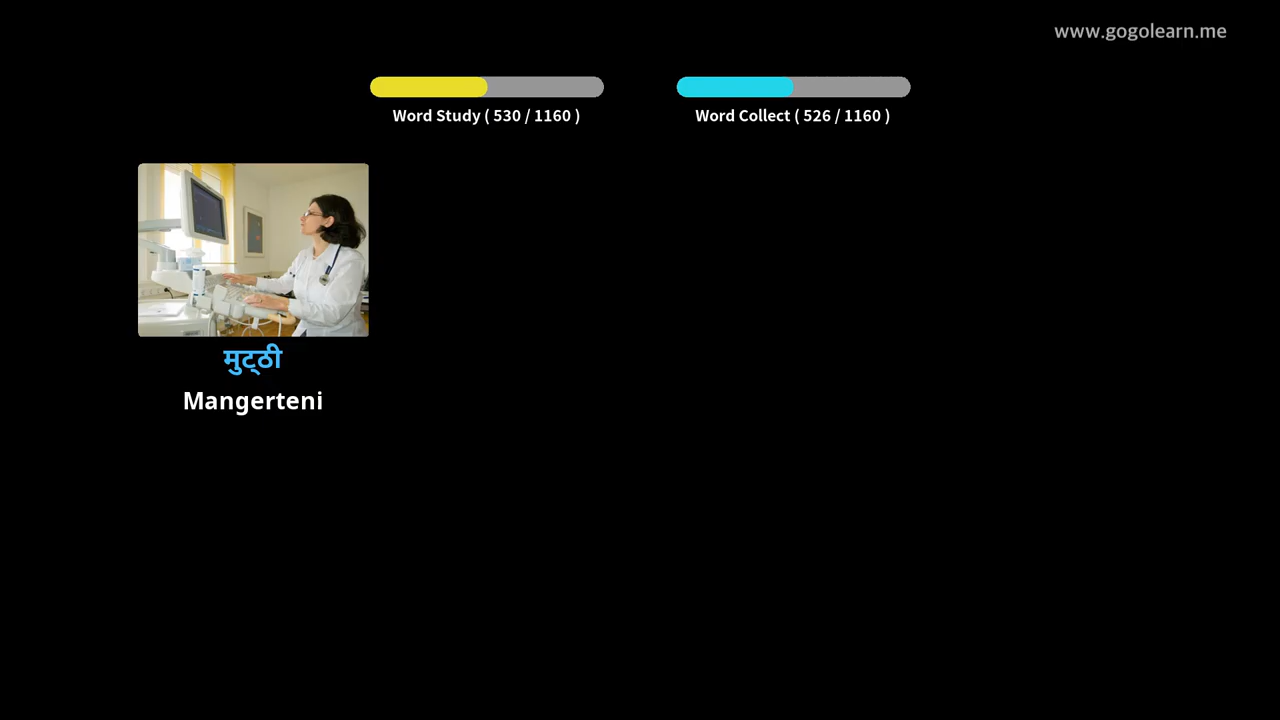 www.gogolearn.me
Word Study ( 530 / 1160 )
Word Collect ( 526 / 1160 )
मुट्ठी
Mangerteni